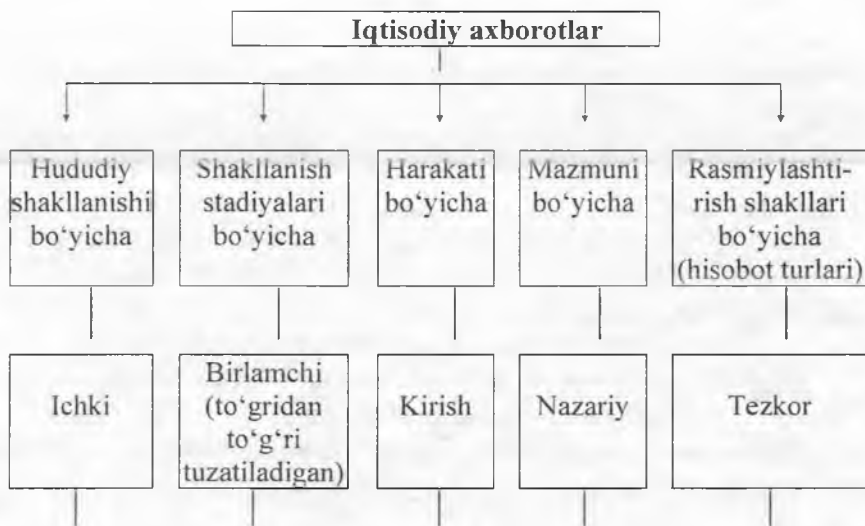 Iqtisodiy axborotlar
Hududiy
shakllanishi
bo‘yicha
Shakllanish
stadiyalari
bo‘yicha
Harakati
bo‘yicha
Mazmuni
bo‘yicha
Rasmiylashti-
rish shakllari
bo‘yicha
(hisobot turlari)
Ichki
Birlamchi
(to‘gridan
to‘g‘ri
tuzatiladigan)
Kirish
Nazariy
Tezkor